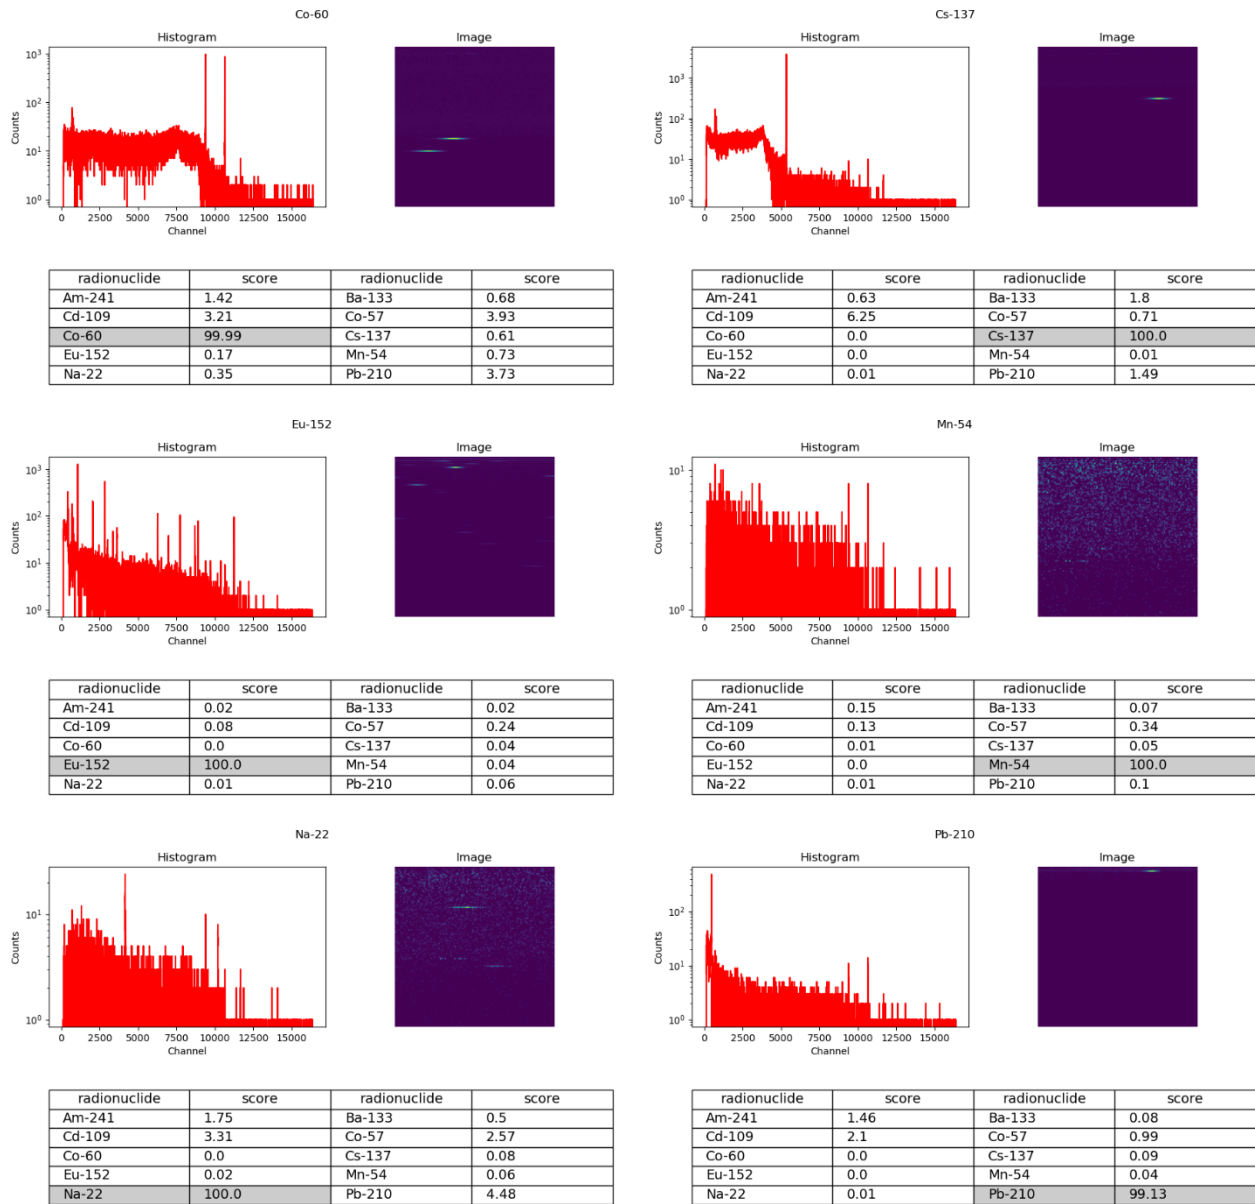 Co-60
Histogram
Image
10³
10²
10¹
10⁰
Counts
0 2500 5000 7500 10000 12500 15000
Channel
radionuclide score radionuclide score
Am-241 1.42 Ba-133 0.68
Cd-109 3.21 Co-57 3.93
Co-60 99.99 Cs-137 0.61
Eu-152 0.17 Mn-54 0.73
Na-22 0.35 Pb-210 3.73
Cs-137
Histogram
Image
10³
10²
10¹
10⁰
Counts
0 2500 5000 7500 10000 12500 15000
Channel
radionuclide score radionuclide score
Am-241 0.63 Ba-133 1.8
Cd-109 6.25 Co-57 0.71
Co-60 0.0 Cs-137 100.0
Eu-152 0.0 Mn-54 0.01
Na-22 0.01 Pb-210 1.49
Eu-152
Histogram
Image
10³
10²
10¹
10⁰
Counts
0 2500 5000 7500 10000 12500 15000
Channel
radionuclide score radionuclide score
Am-241 0.02 Ba-133 0.02
Cd-109 0.08 Co-57 0.24
Co-60 0.0 Cs-137 0.04
Eu-152 100.0 Mn-54 0.04
Na-22 0.01 Pb-210 0.06
Mn-54
Histogram
Image
10¹
10⁰
Counts
0 2500 5000 7500 10000 12500 15000
Channel
radionuclide score radionuclide score
Am-241 0.15 Ba-133 0.07
Cd-109 0.13 Co-57 0.34
Co-60 0.01 Cs-137 0.05
Eu-152 0.0 Mn-54 100.0
Na-22 0.01 Pb-210 0.1
Na-22
Histogram
Image
10¹
10⁰
Counts
0 2500 5000 7500 10000 12500 15000
Channel
radionuclide score radionuclide score
Am-241 1.75 Ba-133 0.5
Cd-109 3.31 Co-57 2.57
Co-60 0.0 Cs-137 0.08
Eu-152 0.02 Mn-54 0.06
Na-22 100.0 Pb-210 4.48
Pb-210
Histogram
Image
10²
10¹
10⁰
Counts
0 2500 5000 7500 10000 12500 15000
Channel
radionuclide score radionuclide score
Am-241 1.46 Ba-133 0.08
Cd-109 2.1 Co-57 0.99
Co-60 0.0 Cs-137 0.09
Eu-152 0.0 Mn-54 0.04
Na-22 0.01 Pb-210 99.13